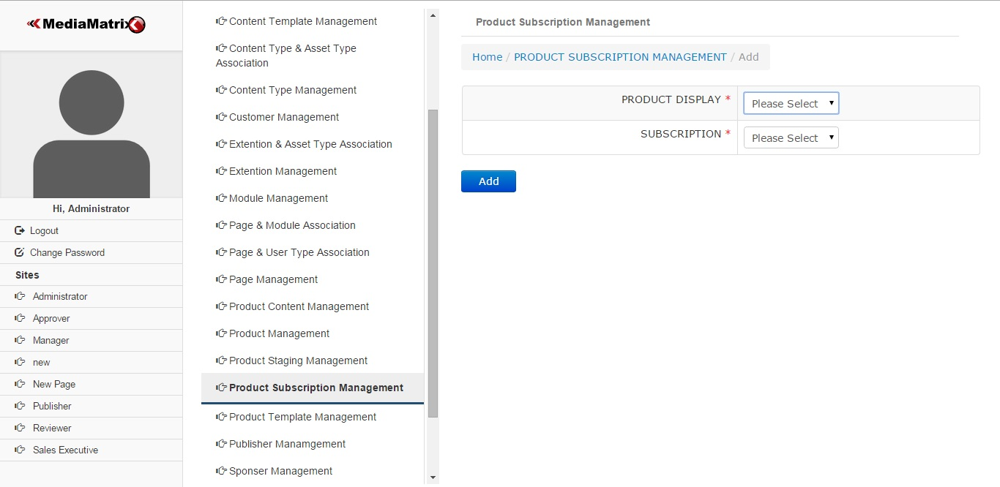 MediaMatrix
Hi, Administrator
Logout
Change Password
Sites
Administrator
Approver
Manager
new
New Page
Publisher
Reviewer
Sales Executive
Content Template Management
Content Type & Asset Type
Association
Content Type Management
Customer Management
Extention & Asset Type Association
Extention Management
Module Management
Page & Module Association
Page & User Type Association
Page Management
Product Content Management
Product Management
Product Staging Management
Product Subscription Management
Product Template Management
Publisher Manamgement
Sponser Management
Product Subscription Management
Home / PRODUCT SUBSCRIPTION MANAGEMENT / Add
PRODUCT DISPLAY * Please Select
SUBSCRIPTION * Please Select
Add